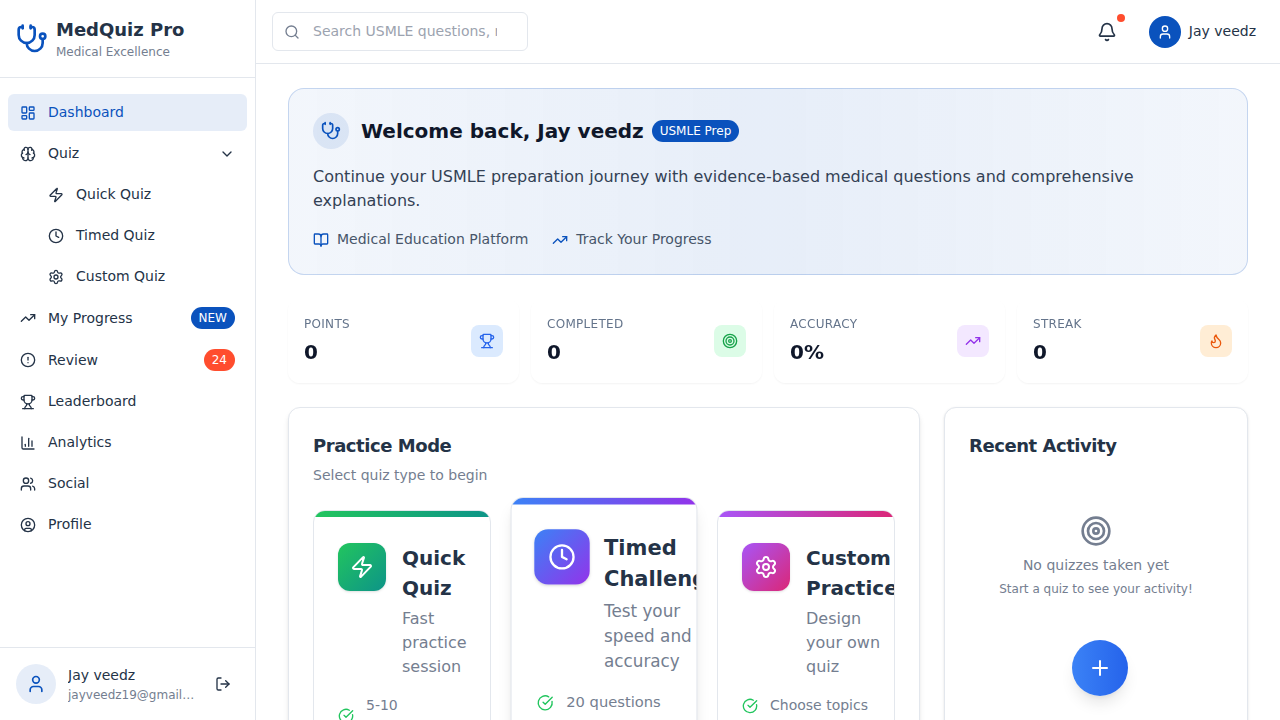 MedQuiz Pro
Medical Excellence
Dashboard
Quiz
Quick Quiz
Timed Quiz
Custom Quiz
My Progress NEW
Review 24
Leaderboard
Analytics
Social
Profile
Jay veedz
jayveedz19@gmail...
Search USMLE questions,
Jay veedz
Welcome back, Jay veedz USMLE Prep
Continue your USMLE preparation journey with evidence-based medical questions and comprehensive
explanations.
Medical Education Platform Track Your Progress
POINTS
0
COMPLETED
0
ACCURACY
0%
STREAK
0
Practice Mode
Select quiz type to begin
Quick
Quiz
Fast
practice
session
5-10
Timed
Challeng
Test your
speed and
accuracy
20 questions
Custom
Practice
Design
your own
quiz
Choose topics
Recent Activity
No quizzes taken yet
Start a quiz to see your activity!